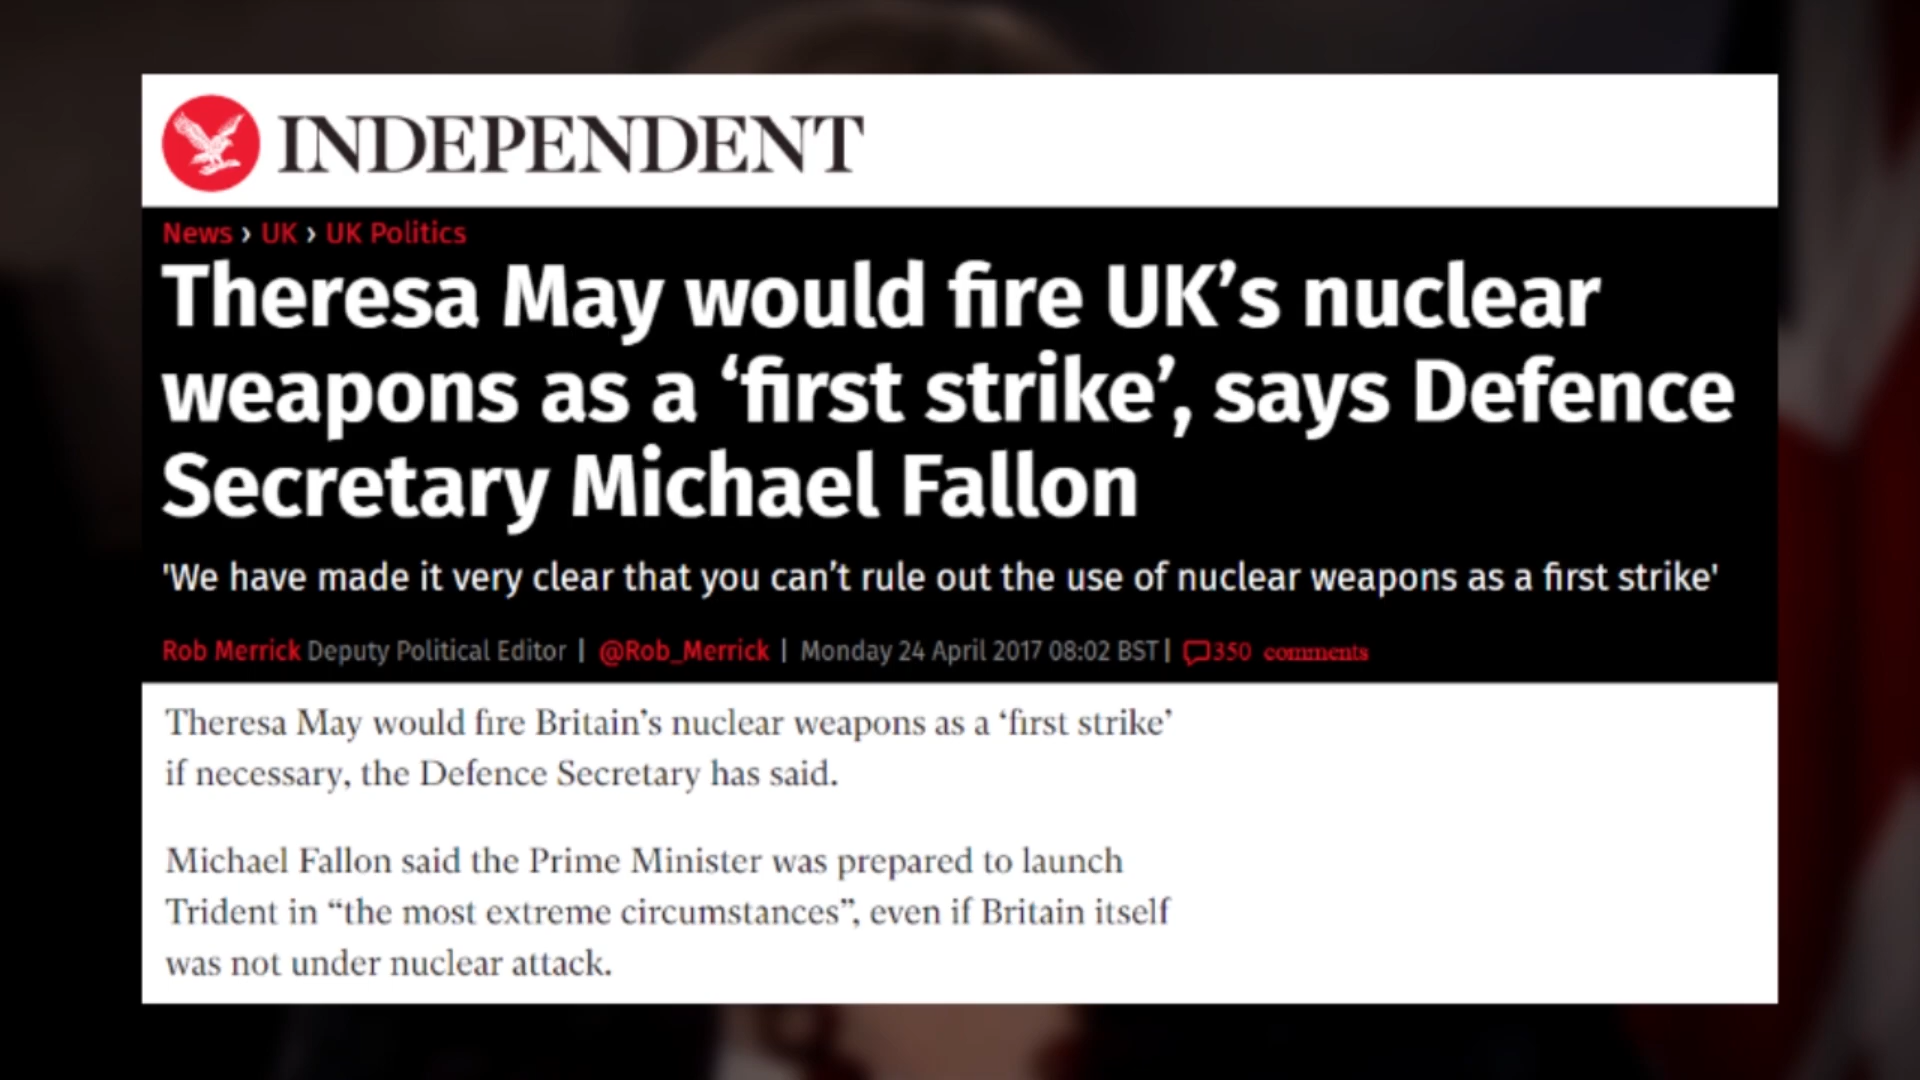 INDEPENDENT
News › UK › UK Politics
Theresa May would fire UK’s nuclear
weapons as a ‘first strike’, says Defence
Secretary Michael Fallon
'We have made it very clear that you can’t rule out the use of nuclear weapons as a first strike'
Rob Merrick Deputy Political Editor | @Rob_Merrick | Monday 24 April 2017 08:02 BST | 350 comments
Theresa May would fire Britain’s nuclear weapons as a ‘first strike’
if necessary, the Defence Secretary has said.
Michael Fallon said the Prime Minister was prepared to launch
Trident in “the most extreme circumstances”, even if Britain itself
was not under nuclear attack.